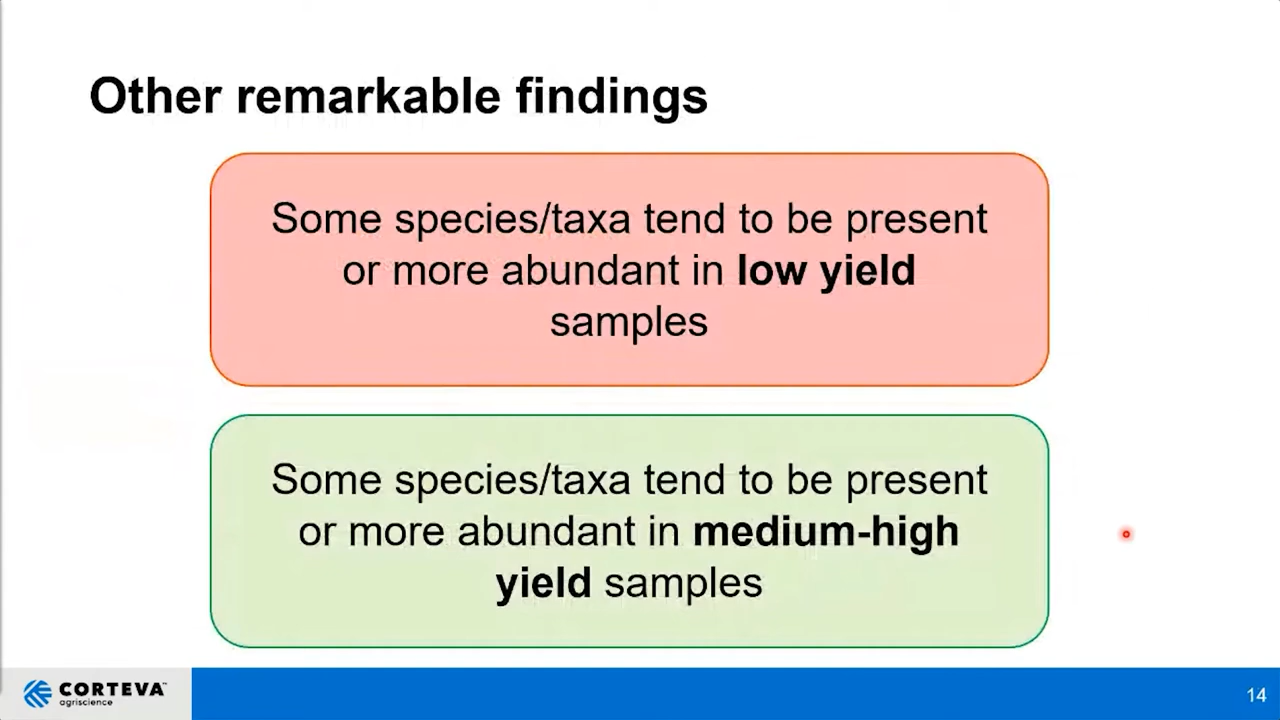 Other remarkable findings
Some species/taxa tend to be present
or more abundant in low yield
samples
Some species/taxa tend to be present
or more abundant in medium-high
yield samples
CORTEVA™
agriscience
14